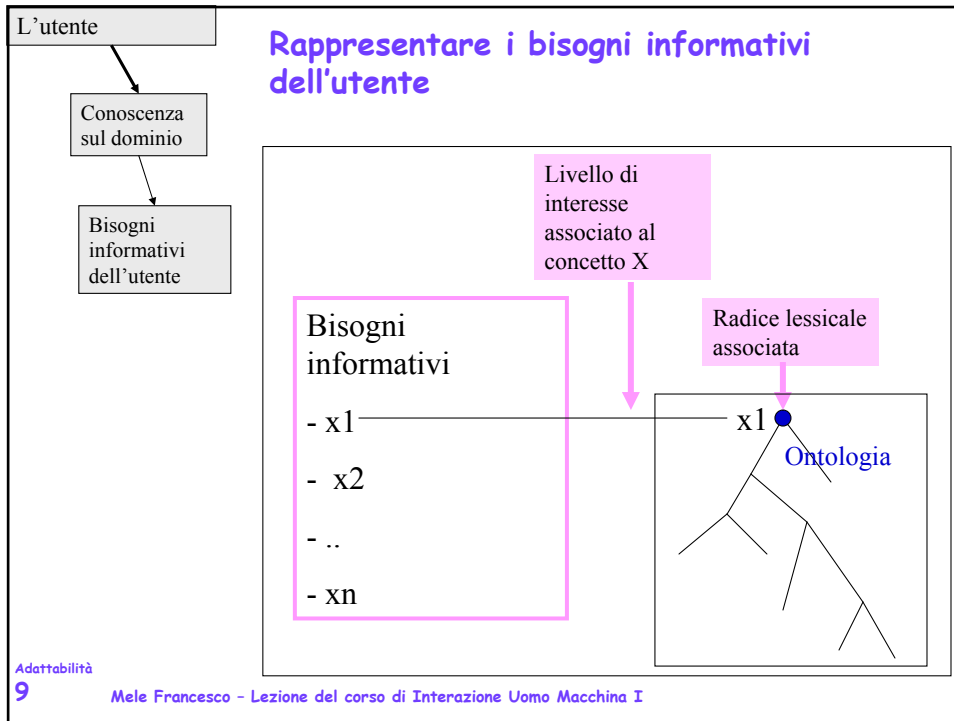 L'utente
Rappresentare i bisogni informativi
dell'utente
Conoscenza
sul dominio
Bisogni
informativi
dell'utente
Livello di
interesse
associato al
concetto X
Radice lessicale
associata
Bisogni
informativi
- x1
- x2
- ..
- xn
x1
Ontologia
Adattabilità
9
Mele Francesco – Lezione del corso di Interazione Uomo Macchina I